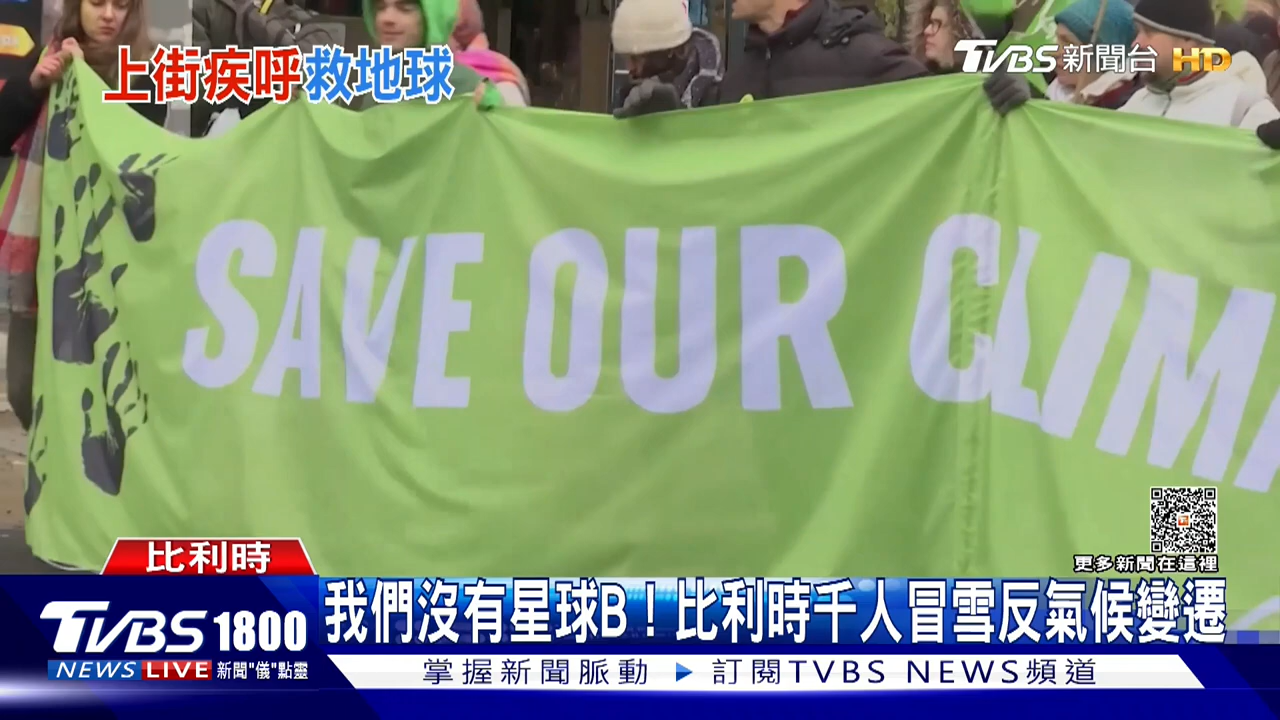 上街疾呼救地球
TVBS新聞台 HD
SAVE OUR CLIMA
更多新聞在這裡
比利時
TVBS 1800
NEWS LIVE 新聞"儀"點靈
我們沒有星球B!比利時千人冒雪反氣候變遷
掌握新聞脈動 ▶ 訂閱TVBS NEWS頻道